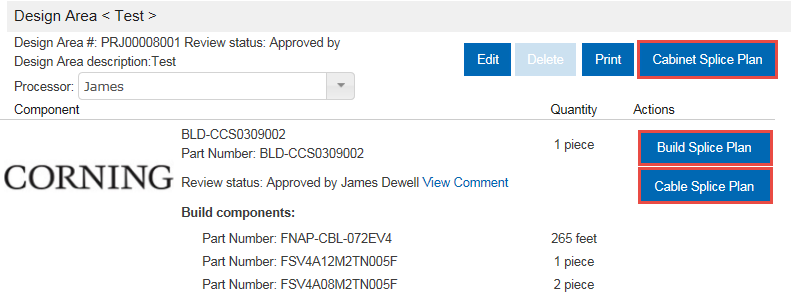 Design Area < Test >
Design Area #: PRJ00008001 Review status: Approved by
Design Area description:Test
Edit Delete Print Cabinet Splice Plan
Processor: James
Component Quantity Actions
BLD-CCS0309002
Part Number: BLD-CCS0309002
1 piece
Build Splice Plan
CORNING
Review status: Approved by James Dewell View Comment
Cable Splice Plan
Build components:
Part Number: FNAP-CBL-072EV4 265 feet
Part Number: FSV4A12M2TN005F 1 piece
Part Number: FSV4A08M2TN005F 2 piece